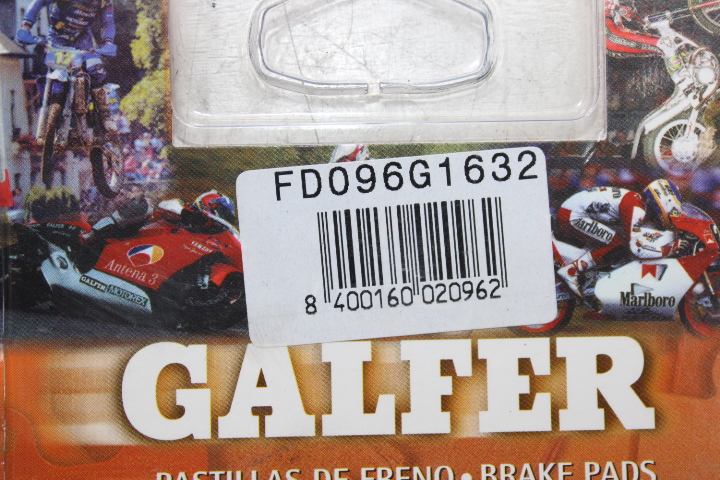 FD096G1632
8 400160 020962
Antena 3
GALFER MOTOREX
Marlboro
Marlboro
GALFER
PASTILLAS DE FRENO • BRAKE PADS